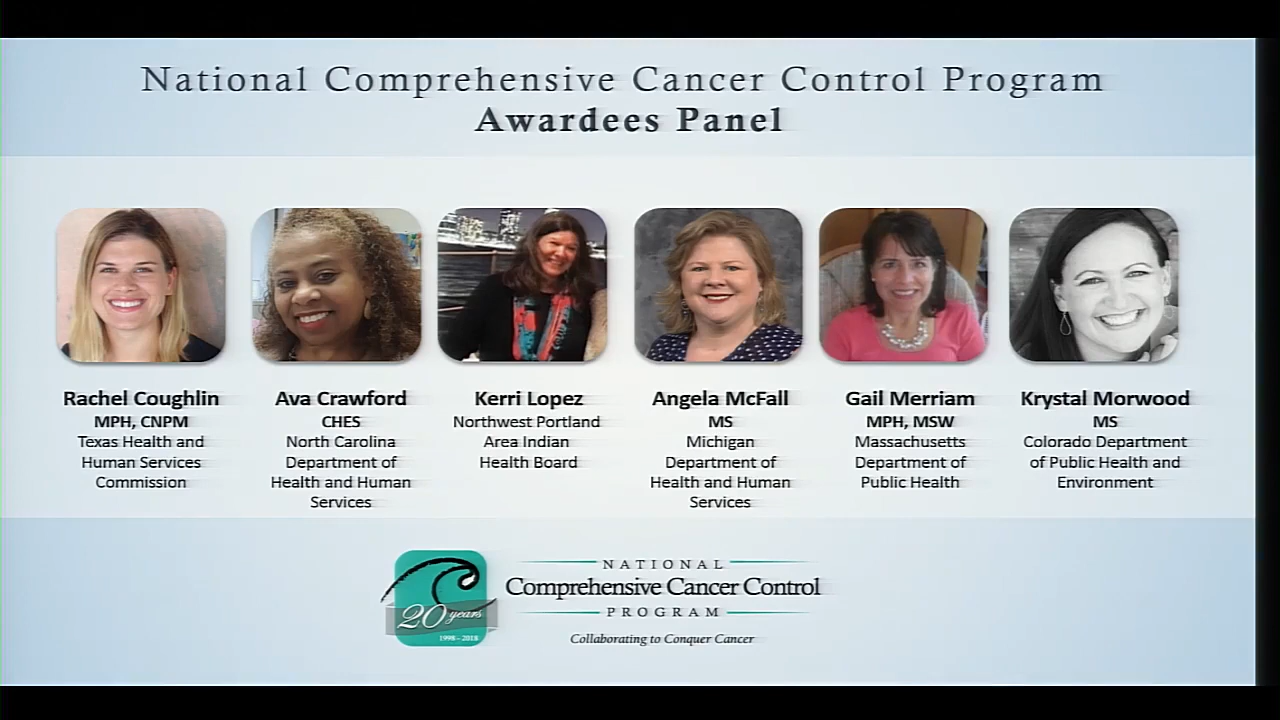 National Comprehensive Cancer Control Program
Awardees Panel
Rachel Coughlin
MPH, CNPM
Texas Health and
Human Services
Commission
Ava Crawford
CHES
North Carolina
Department of
Health and Human
Services
Kerri Lopez
Northwest Portland
Area Indian
Health Board
Angela McFall
MS
Michigan
Department of
Health and Human
Services
Gail Merriam
MPH, MSW
Massachusetts
Department of
Public Health
Krystal Morwood
MS
Colorado Department
of Public Health and
Environment
20 years
1998 - 2018
NATIONAL
Comprehensive Cancer Control
PROGRAM
Collaborating to Conquer Cancer